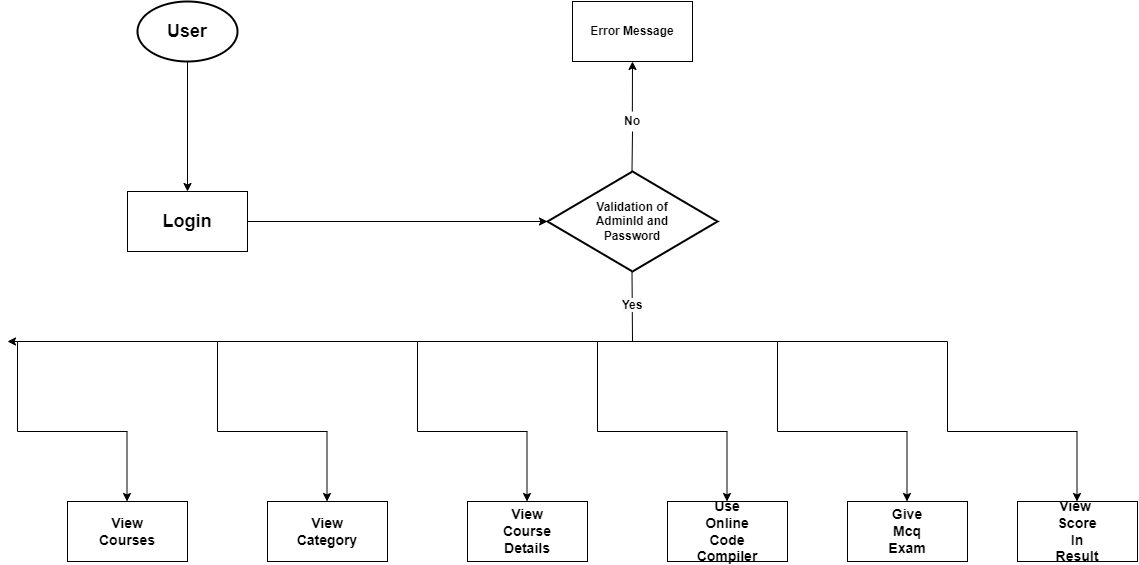 User
Error Message
No
Login
Validation of
AdminId and
Password
Yes
View
Courses
View
Category
View
Course
Details
Use
Online
Code
Compiler
Give
Mcq
Exam
View
Score
In
Result